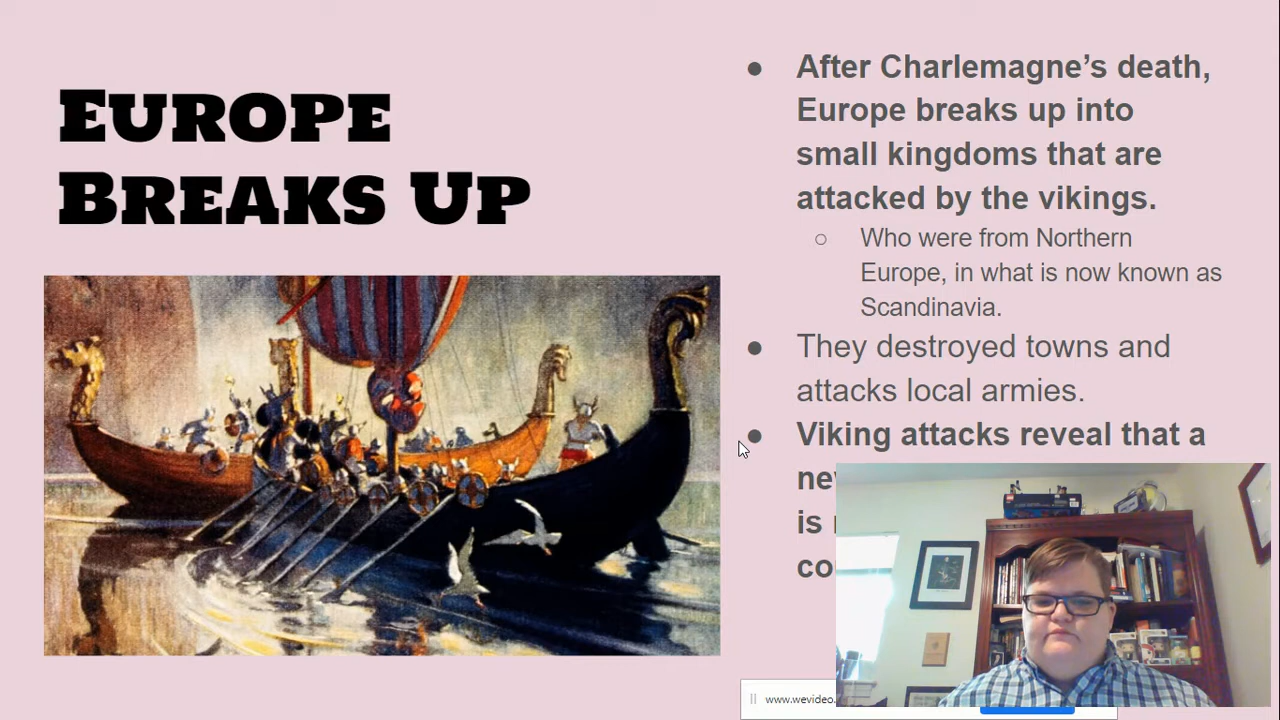 EUROPE
BREAKS UP
● After Charlemagne’s death,
Europe breaks up into
small kingdoms that are
attacked by the vikings.
○ Who were from Northern
Europe, in what is now known as
Scandinavia.
● They destroyed towns and
attacks local armies.
● Viking attacks reveal that a
is
www.wevideo.